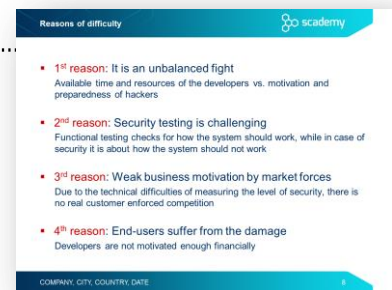 Reasons of difficulty
scademy
1st reason: It is an unbalanced fight
Available time and resources of the developers vs. motivation and
preparedness of hackers
2nd reason: Security testing is challenging
Functional testing checks for how the system should work, while in case of
security it is about how the system should not work
3rd reason: Weak business motivation by market forces
Due to the technical difficulties of measuring the level of security, there is
no real customer enforced competition
4th reason: End-users suffer from the damage
Developers are not motivated enough financially
COMPANY, CITY, COUNTRY, DATE